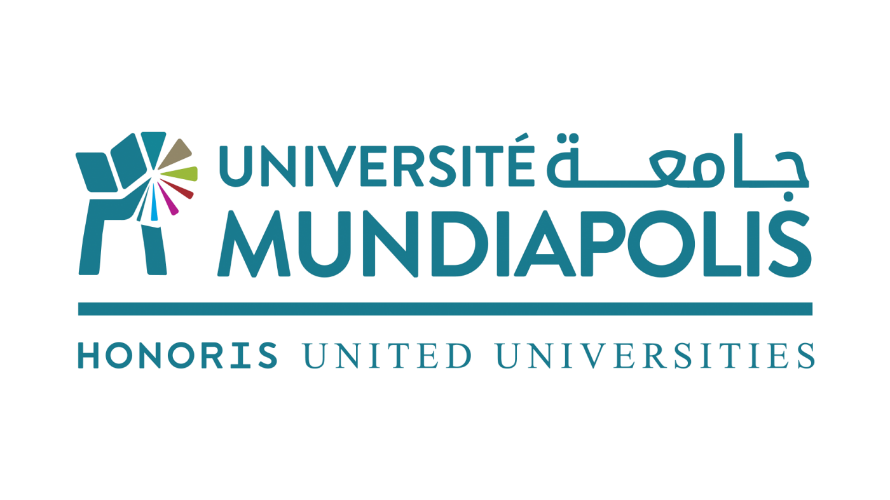 UNIVERSITÉ جامعة
MUNDIAPOLIS
HONORIS UNITED UNIVERSITIES